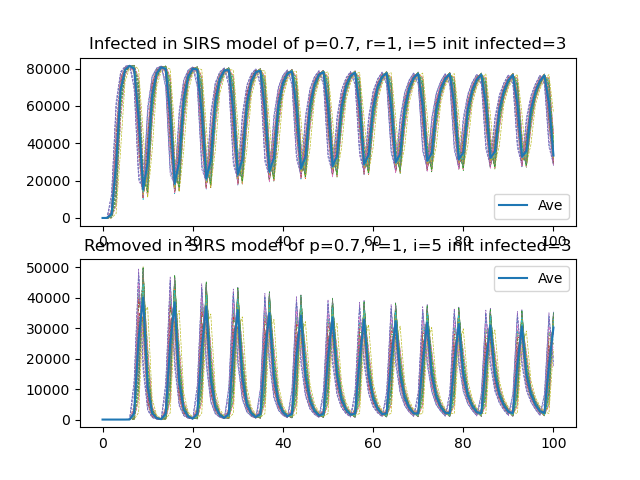 Infected in SIRS model of p=0.7, r=1, i=5 init infected=3
80000
60000
40000
20000
0
Ave
0 20 40 60 80 100
Removed in SIRS model of p=0.7, r=1, i=5 init infected=3
50000
40000
30000
20000
10000
0
Ave
0 20 40 60 80 100